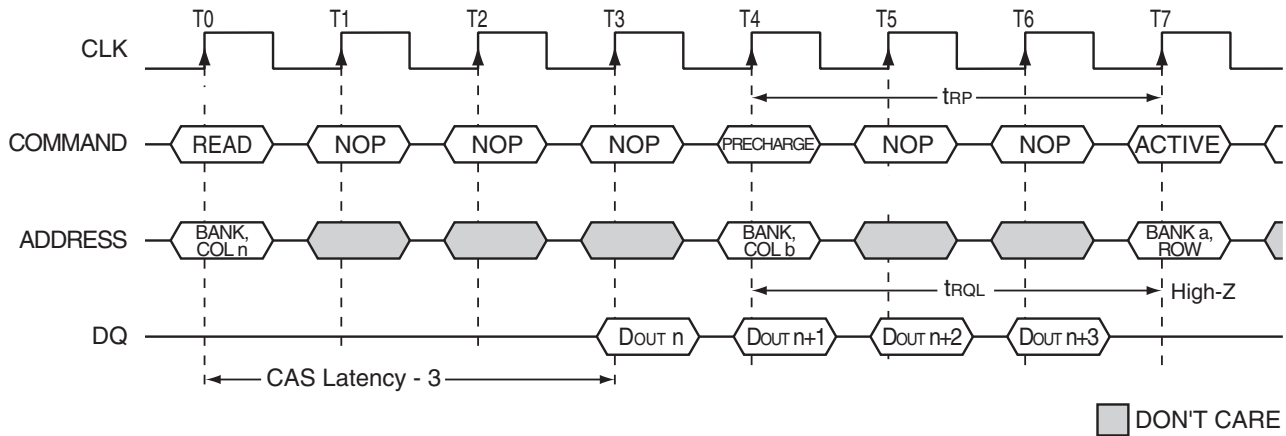 T0 T1 T2 T3 T4 T5 T6 T7
CLK
tRP
COMMAND READ NOP NOP NOP PRECHARGE NOP NOP ACTIVE
ADDRESS BANK, COL n BANK, COL b BANK a, ROW
tRQL High-Z
DQ DOUT n DOUT n+1 DOUT n+2 DOUT n+3
CAS Latency - 3
DON'T CARE